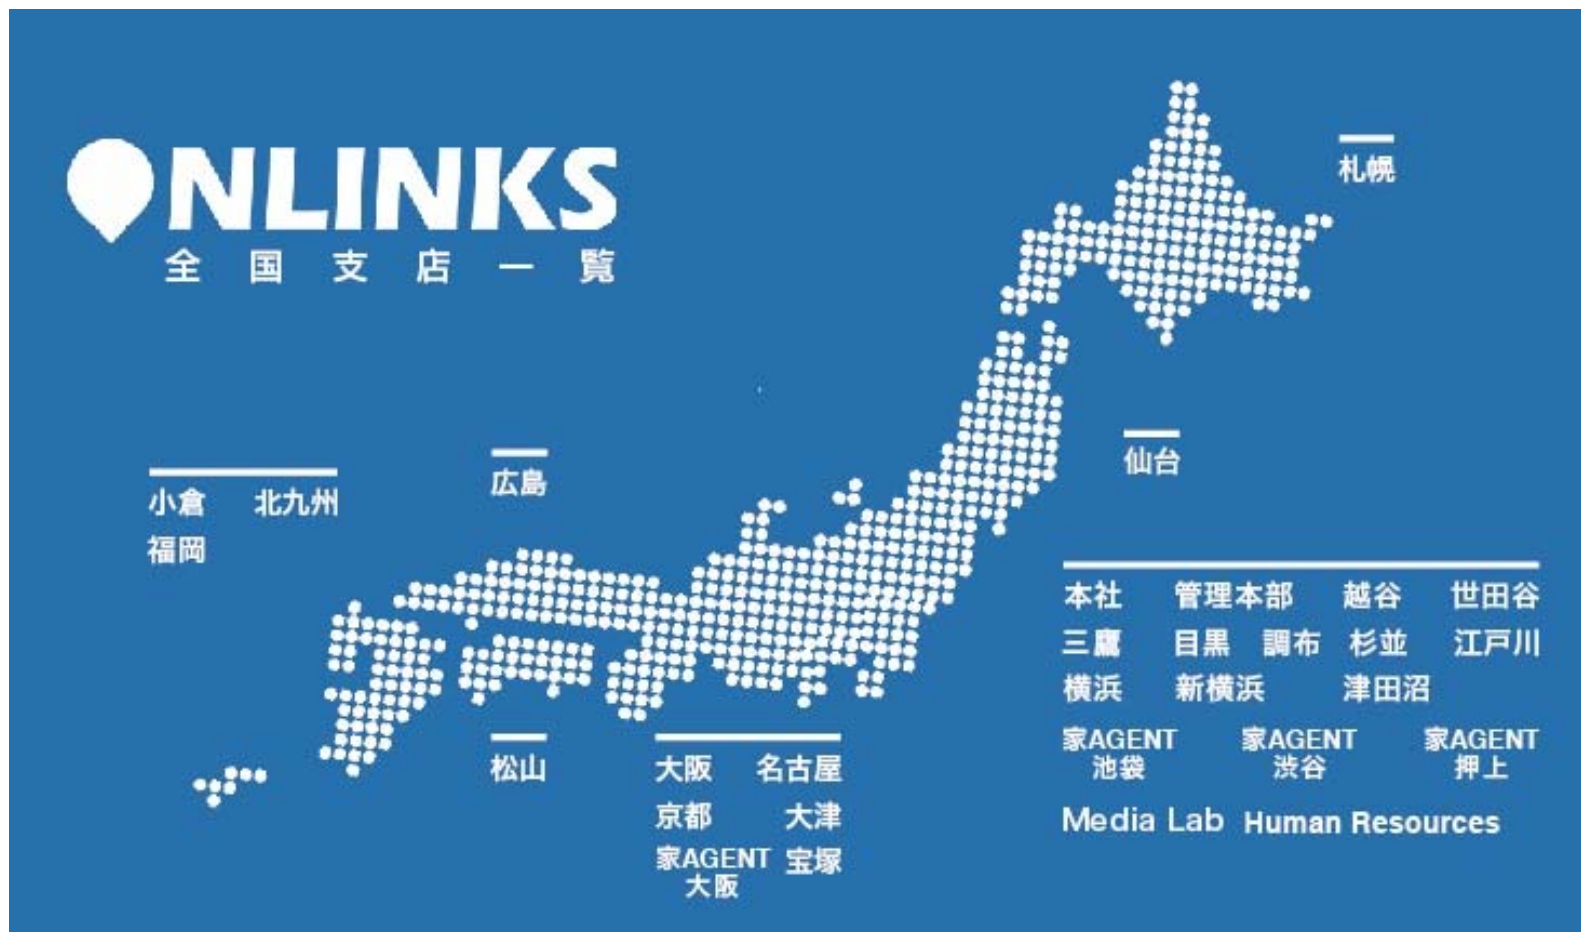 ONLINKS
全国支店一覧
札幌
仙台
広島
小倉 北九州
福岡
本社 管理本部 越谷 世田谷
三鷹 目黒 調布 杉並 江戸川
横浜 新横浜 津田沼
家AGENT 家AGENT 家AGENT
池袋 渋谷 押上
Media Lab Human Resources
松山
大阪 名古屋
京都 大津
家AGENT 宝塚
大阪